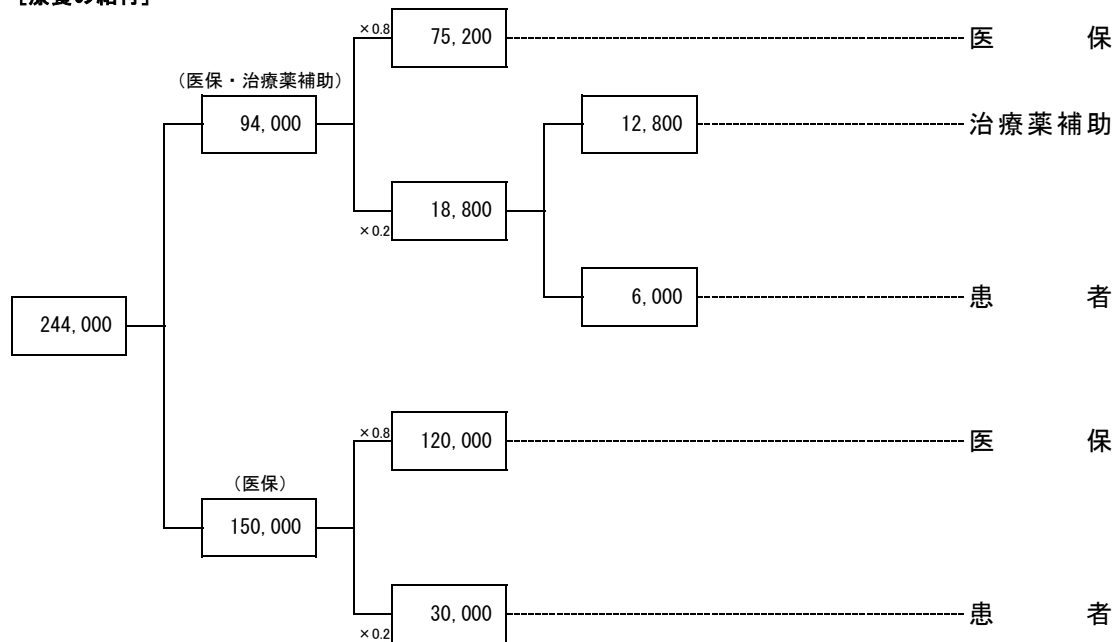 [療養の給付]
×0.8 75,200 医保
(医保・治療薬補助)
94,000 12,800 治療薬補助
×0.2 18,800
6,000 患者
244,000
×0.8 120,000 医保
(医保)
150,000
×0.2 30,000 患者